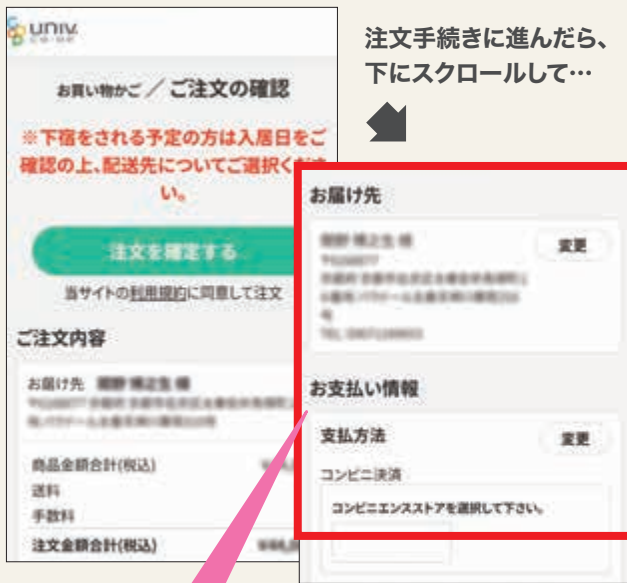 univ.
CO-OP
注文手続きに進んだら、
下にスクロールして…
お買い物かご／ご注文の確認
※下宿をされる予定の方は入居日をご
確認の上、配送先についてご選択くださ
い。
注文を確定する
当サイトの利用規約に同意して注文
ご注文内容
お届け先
商品金額合計(税込)
送料
手数料
注文金額合計(税込)
お届け先
変更
お支払い情報
支払方法
変更
コンビニ決済
コンビニエンスストアを選択して下さい。